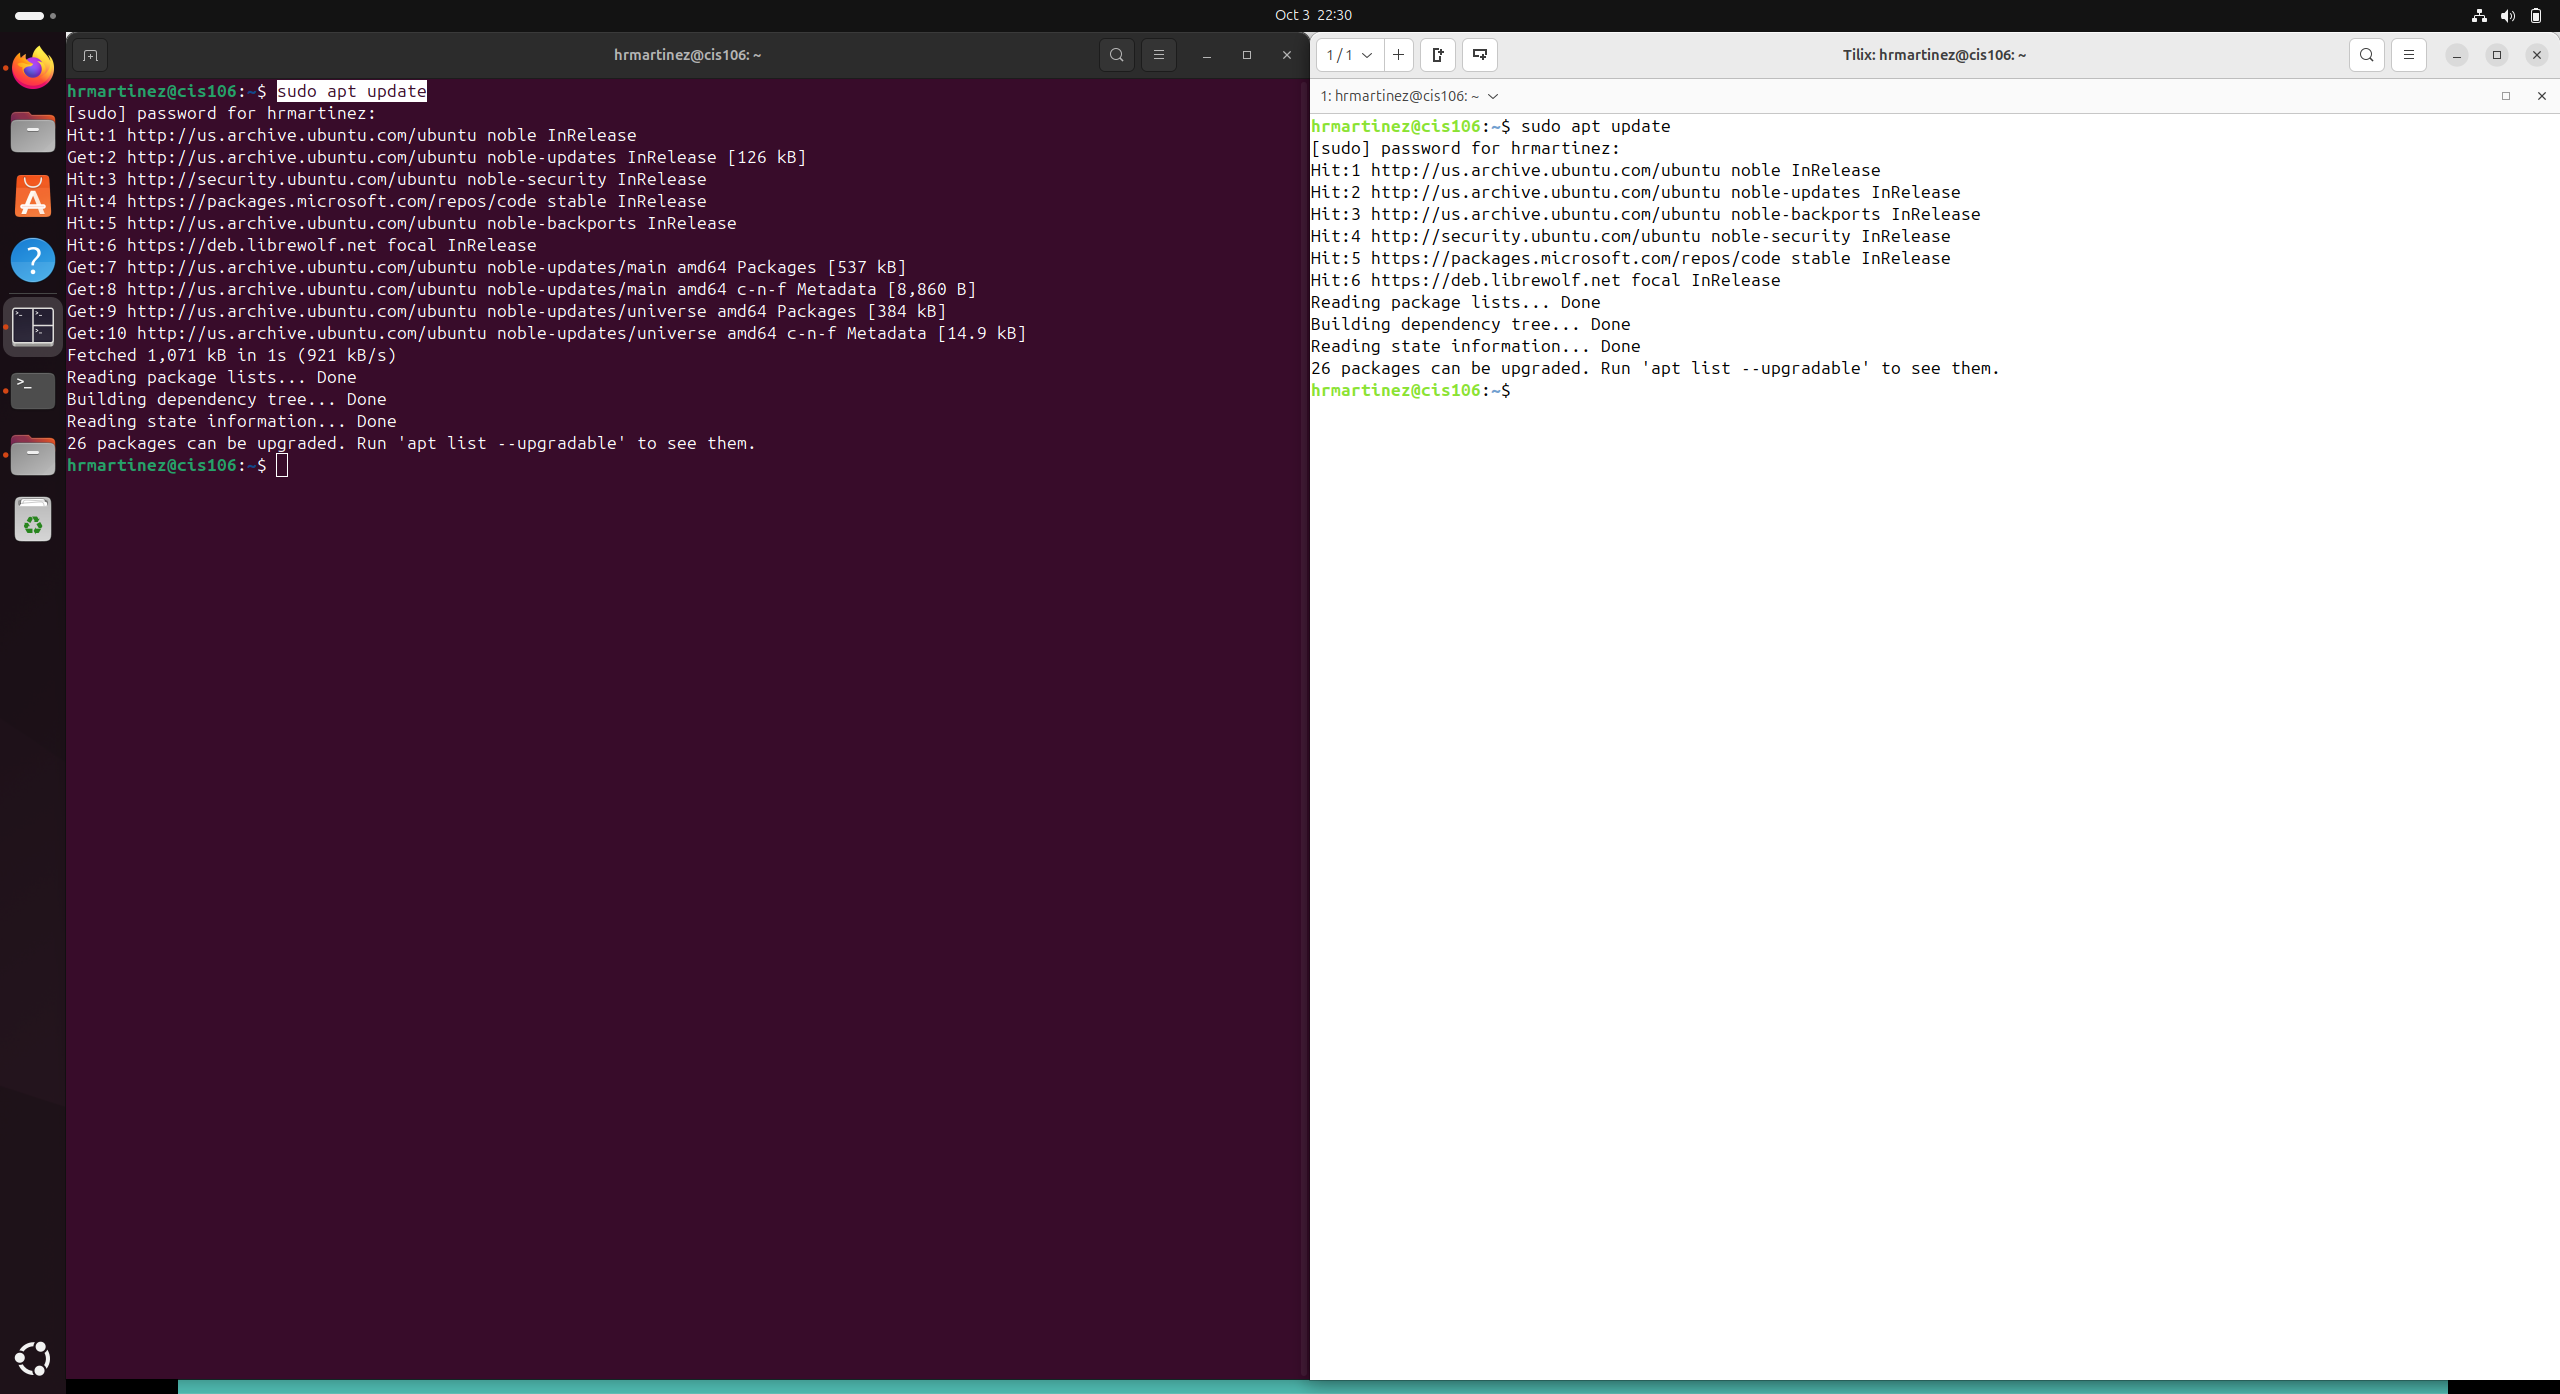 Oct 3 22:30
hrmartinez@cis106: ~
hrmartinez@cis106:~$ sudo apt update
[sudo] password for hrmartinez:
Hit:1 http://us.archive.ubuntu.com/ubuntu noble InRelease
Get:2 http://us.archive.ubuntu.com/ubuntu noble-updates InRelease [126 kB]
Hit:3 http://security.ubuntu.com/ubuntu noble-security InRelease
Hit:4 https://packages.microsoft.com/repos/code stable InRelease
Hit:5 http://us.archive.ubuntu.com/ubuntu noble-backports InRelease
Hit:6 https://deb.librewolf.net focal InRelease
Get:7 http://us.archive.ubuntu.com/ubuntu noble-updates/main amd64 Packages [537 kB]
Get:8 http://us.archive.ubuntu.com/ubuntu noble-updates/main amd64 c-n-f Metadata [8,860 B]
Get:9 http://us.archive.ubuntu.com/ubuntu noble-updates/universe amd64 Packages [384 kB]
Get:10 http://us.archive.ubuntu.com/ubuntu noble-updates/universe amd64 c-n-f Metadata [14.9 kB]
Fetched 1,071 kB in 1s (921 kB/s)
Reading package lists... Done
Building dependency tree... Done
Reading state information... Done
26 packages can be upgraded. Run 'apt list --upgradable' to see them.
hrmartinez@cis106:~$
1 / 1
Tilix: hrmartinez@cis106: ~
1: hrmartinez@cis106: ~
hrmartinez@cis106:~$ sudo apt update
[sudo] password for hrmartinez:
Hit:1 http://us.archive.ubuntu.com/ubuntu noble InRelease
Hit:2 http://us.archive.ubuntu.com/ubuntu noble-updates InRelease
Hit:3 http://us.archive.ubuntu.com/ubuntu noble-backports InRelease
Hit:4 http://security.ubuntu.com/ubuntu noble-security InRelease
Hit:5 https://packages.microsoft.com/repos/code stable InRelease
Hit:6 https://deb.librewolf.net focal InRelease
Reading package lists... Done
Building dependency tree... Done
Reading state information... Done
26 packages can be upgraded. Run 'apt list --upgradable' to see them.
hrmartinez@cis106:~$